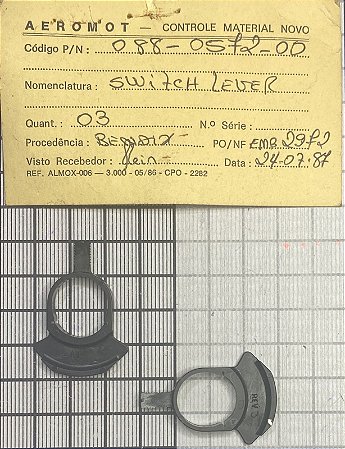 AEROMOT — CONTROLE MATERIAL NOVO
Código P/N: 088-0572-00
Nomenclatura: SWITCH LEVER
Quant.: 03 N.º Série:
Procedência: BENDIX PO/NF EMB 2972
Visto Recebedor: Data: 24-07-87
REF. ALMOX-006 — 3.000 - 05/86 - CPO - 2282
REV